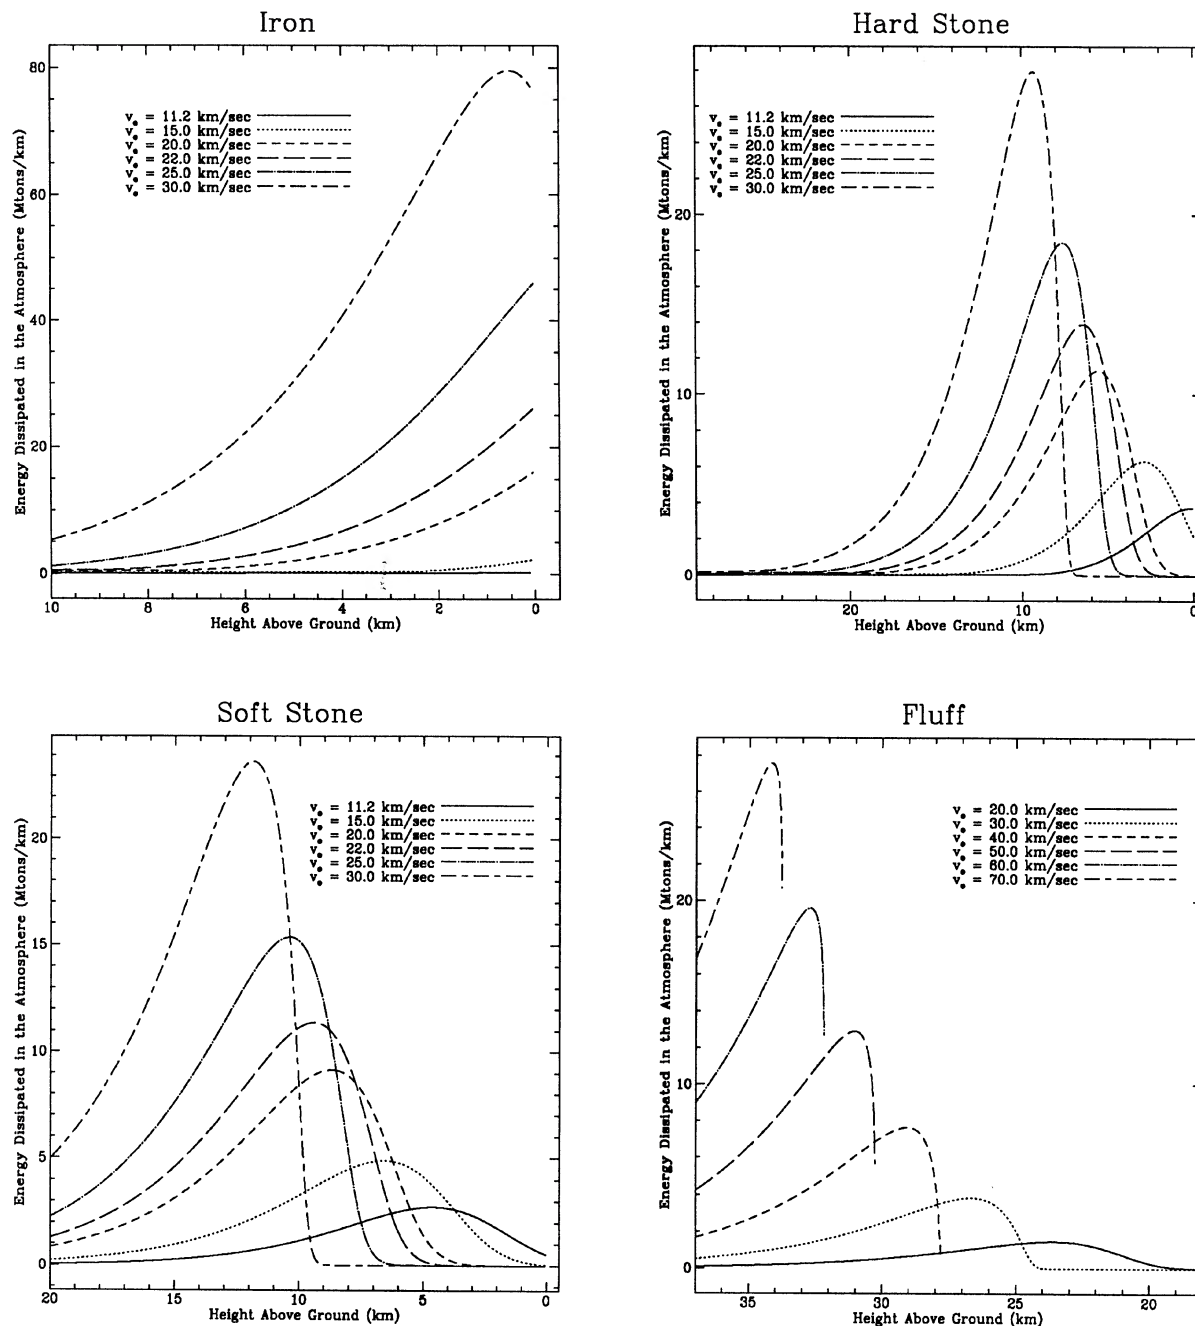 Iron
Energy Dissipated in the Atmosphere (Mtons/km)
80
60
40
20
0
v₀ = 11.2 km/sec
v₀ = 15.0 km/sec
v₀ = 20.0 km/sec
v₀ = 22.0 km/sec
v₀ = 25.0 km/sec
v₀ = 30.0 km/sec
10 8 6 4 2 0
Height Above Ground (km)
Hard Stone
Energy Dissipated in the Atmosphere (Mtons/km)
20
10
0
v₀ = 11.2 km/sec
v₀ = 15.0 km/sec
v₀ = 20.0 km/sec
v₀ = 22.0 km/sec
v₀ = 25.0 km/sec
v₀ = 30.0 km/sec
20 10 0
Height Above Ground (km)
Soft Stone
Energy Dissipated in the Atmosphere (Mtons/km)
20
15
10
5
0
v₀ = 11.2 km/sec
v₀ = 15.0 km/sec
v₀ = 20.0 km/sec
v₀ = 22.0 km/sec
v₀ = 25.0 km/sec
v₀ = 30.0 km/sec
20 15 10 5 0
Height Above Ground (km)
Fluff
Energy Dissipated in the Atmosphere (Mtons/km)
20
10
0
v₀ = 20.0 km/sec
v₀ = 30.0 km/sec
v₀ = 40.0 km/sec
v₀ = 50.0 km/sec
v₀ = 60.0 km/sec
v₀ = 70.0 km/sec
35 30 25 20
Height Above Ground (km)